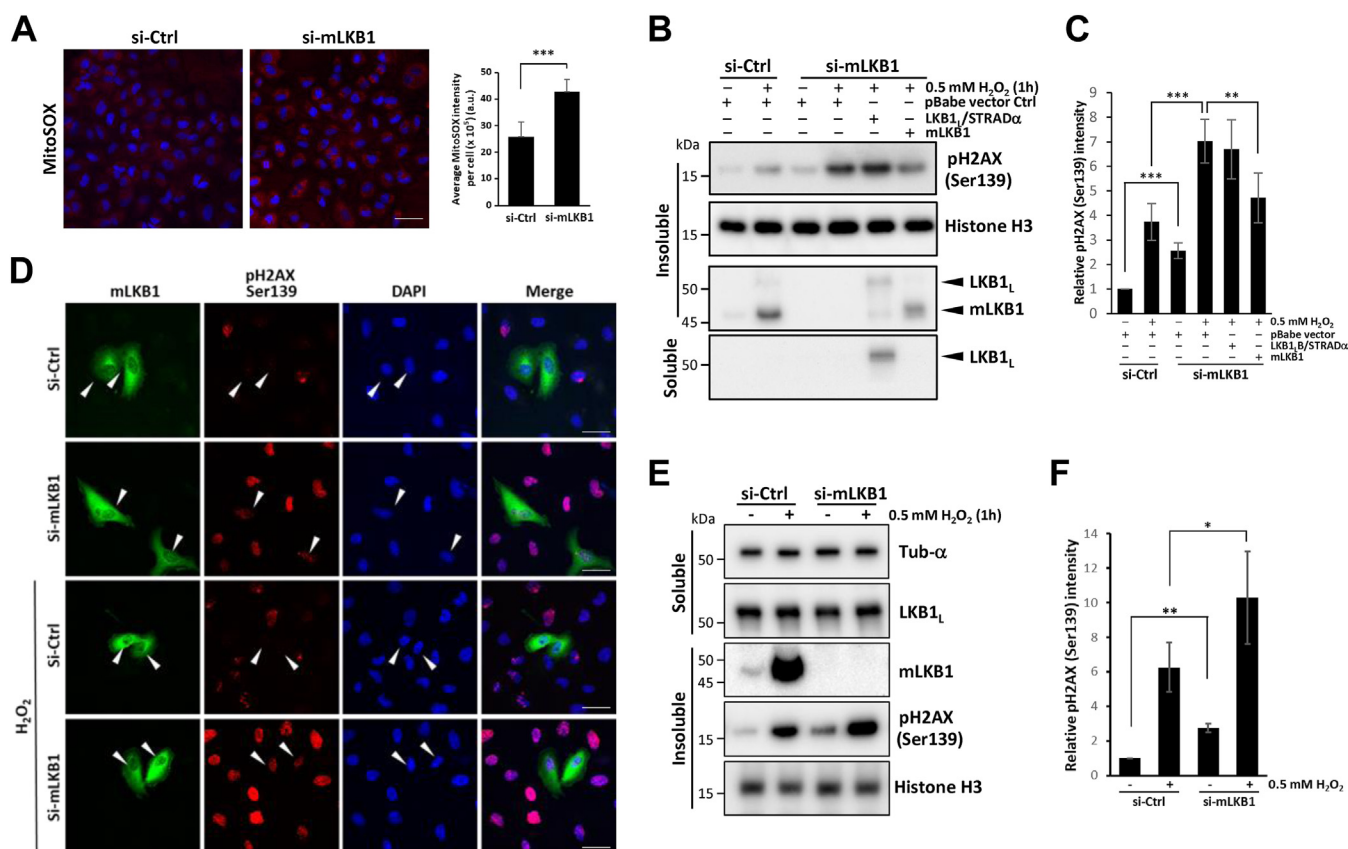 A
si-Ctrl
si-mLKB1
MitoSOX
***
Average MitoSOX intensity
per cell (x 10⁵) (a.u.)
50
40
30
20
10
0
si-Ctrl
si-mLKB1
B
si-Ctrl
si-mLKB1
– + – + + + 0.5 mM H₂O₂ (1h)
+ + + + – – pBabe vector Ctrl
– – – – + – LKB1L/STRADα
– – – – – + mLKB1
kDa
Insoluble
15
pH2AX
(Ser139)
15
Histone H3
50
LKB1L
45
mLKB1
Soluble
50
LKB1L
C
Relative pH2AX (Ser139) intensity
9
8
7
6
5
4
3
2
1
0
***
***
**
– + – + + + 0.5 mM H₂O₂
+ + + + – – pBabe vector
– – – – + – LKB1LB/STRADα
– – – – – + mLKB1
si-Ctrl
si-mLKB1
D
mLKB1
pH2AX
Ser139
DAPI
Merge
Si-Ctrl
Si-mLKB1
H₂O₂
Si-Ctrl
Si-mLKB1
E
si-Ctrl
si-mLKB1
kDa
- + - + 0.5 mM H₂O₂ (1h)
Soluble
50
Tub-α
50
LKB1L
Insoluble
50
45
mLKB1
15
pH2AX
(Ser139)
15
Histone H3
F
Relative pH2AX (Ser139) intensity
14
12
10
8
6
4
2
0
**
*
- + - + 0.5 mM H₂O₂
si-Ctrl
si-mLKB1